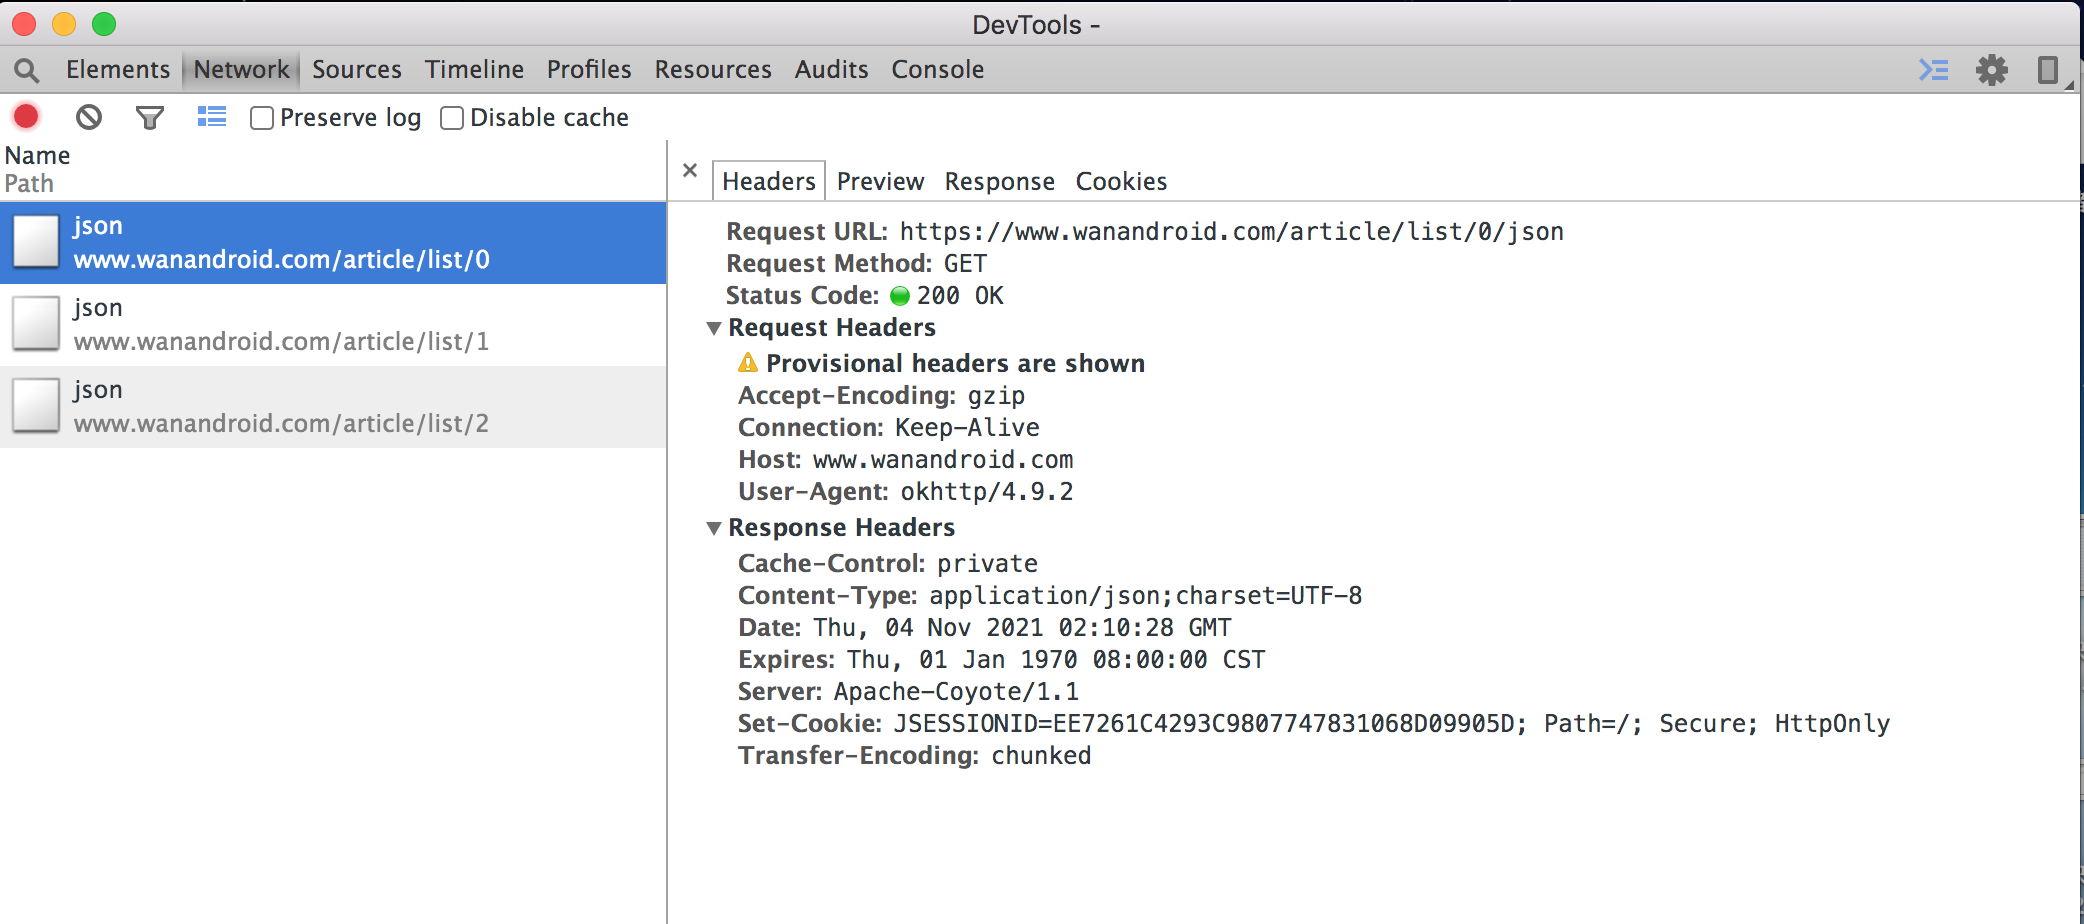 DevTools -
Elements Network Sources Timeline Profiles Resources Audits Console
Preserve log Disable cache
Name
Path
json
www.wanandroid.com/article/list/0
json
www.wanandroid.com/article/list/1
json
www.wanandroid.com/article/list/2
× Headers Preview Response Cookies
Request URL: https://www.wanandroid.com/article/list/0/json
Request Method: GET
Status Code: 200 OK
Request Headers
Provisional headers are shown
Accept-Encoding: gzip
Connection: Keep-Alive
Host: www.wanandroid.com
User-Agent: okhttp/4.9.2
Response Headers
Cache-Control: private
Content-Type: application/json;charset=UTF-8
Date: Thu, 04 Nov 2021 02:10:28 GMT
Expires: Thu, 01 Jan 1970 08:00:00 CST
Server: Apache-Coyote/1.1
Set-Cookie: JSESSIONID=EE7261C4293C9807747831068D09905D; Path=/; Secure; HttpOnly
Transfer-Encoding: chunked